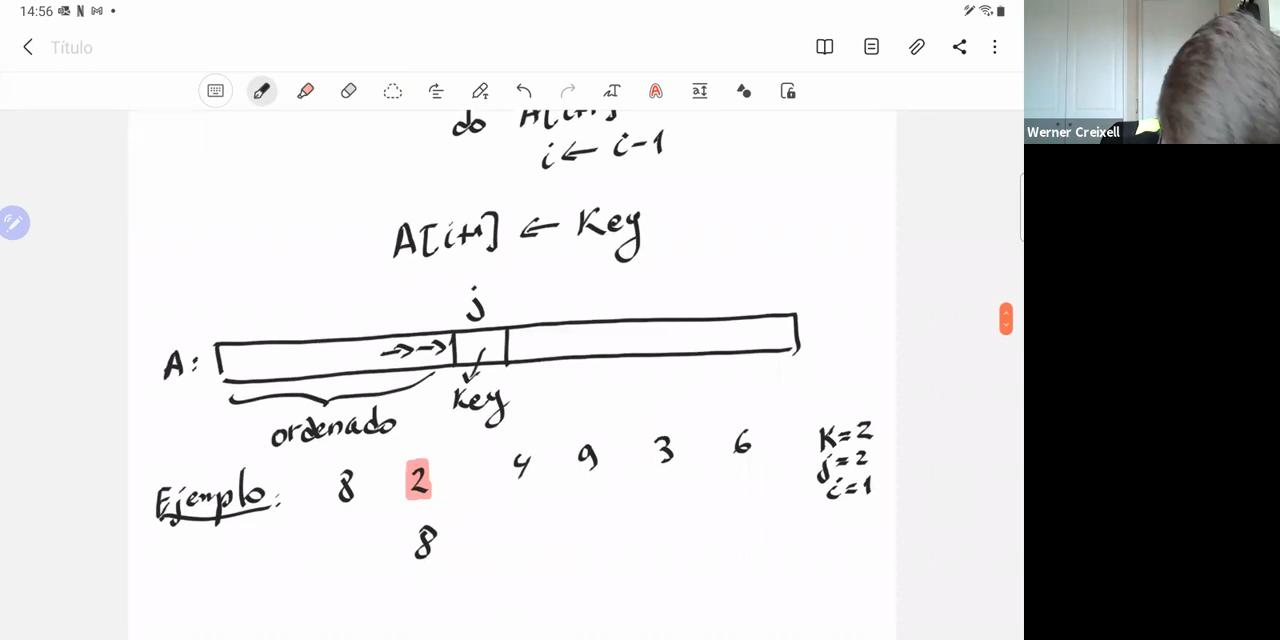 14:56
Título
Werner Creixell
do A[i+1]
i ← i-1
A[i+1] ← Key
j
A:
Key
ordenado
Ejemplo: 8 2 4 9 3 6
K=2
j=2
i=1
8